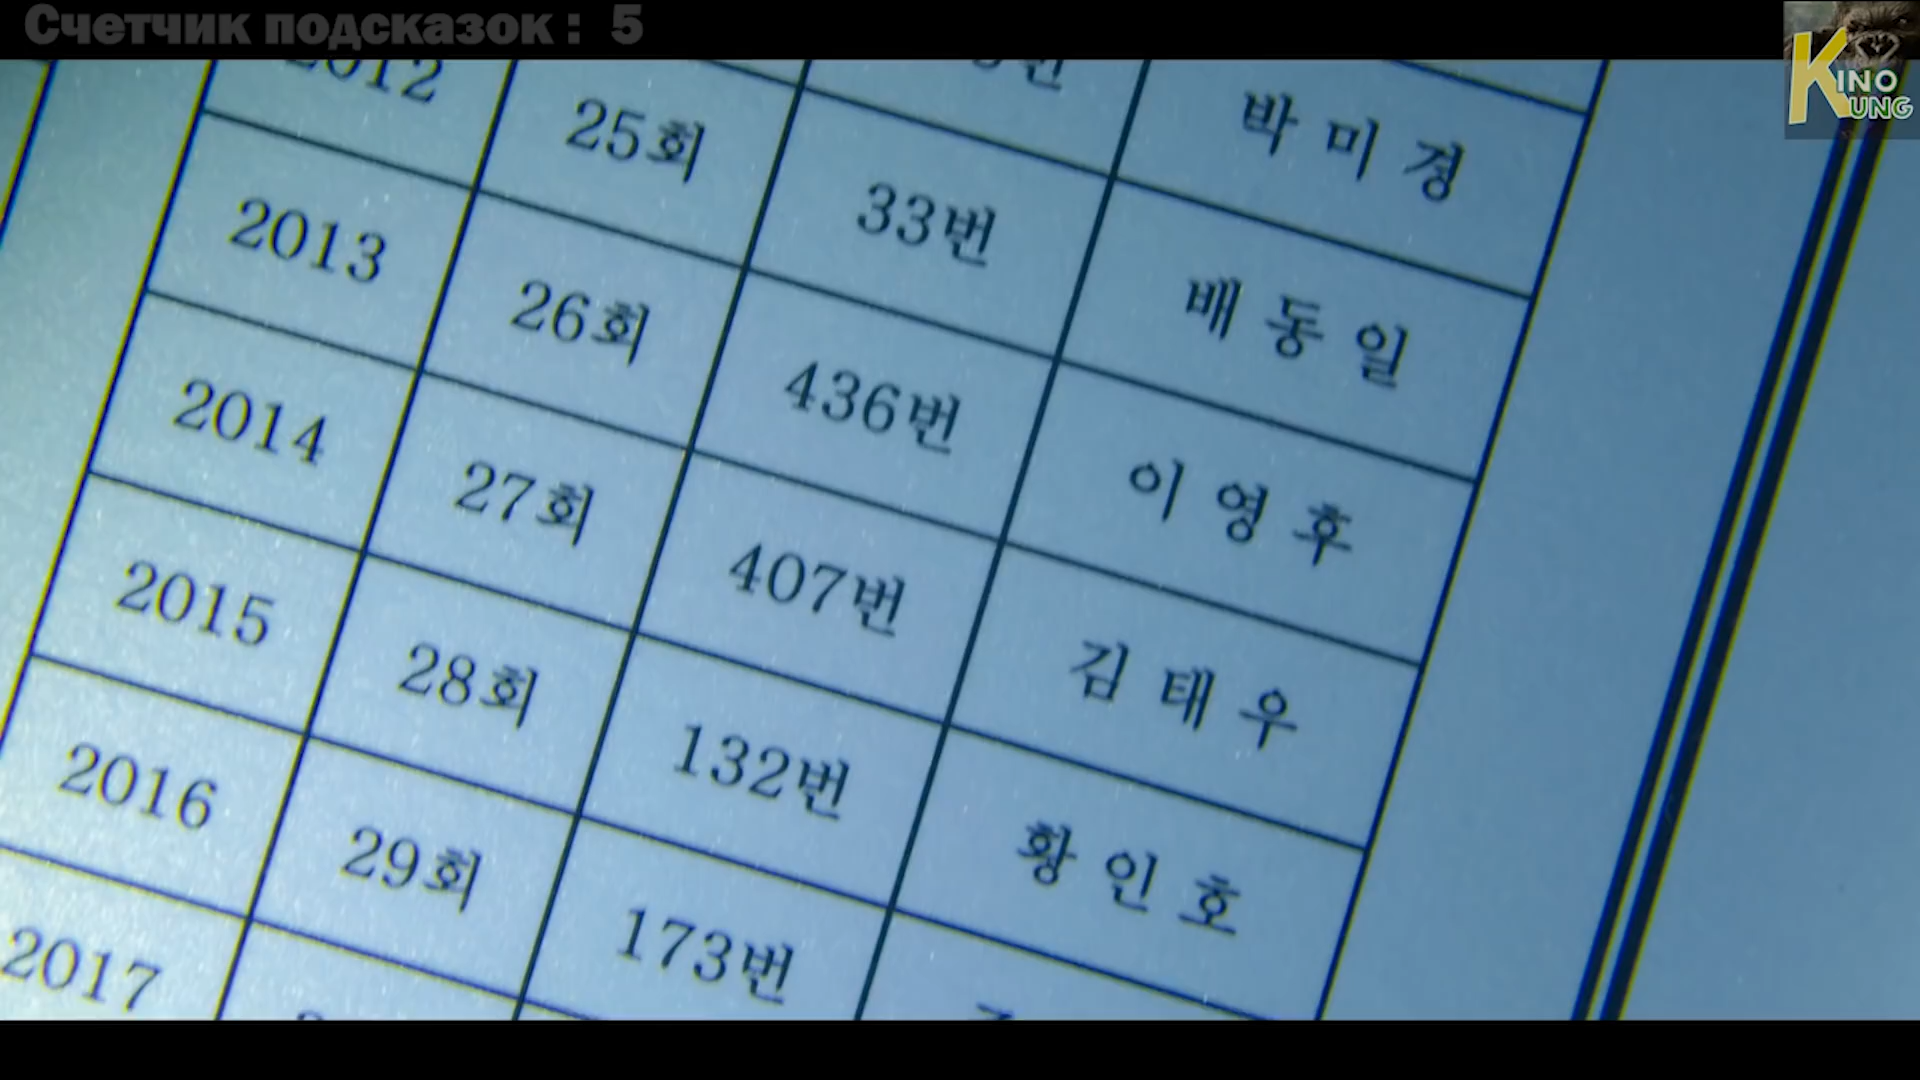 Счетчик подсказок : 5
KINO
KUNG
번 박 미 경
2012 25회 33번 배 동 일
2013 26회 436번 이 영 후
2014 27회 407번 김 태 우
2015 28회 132번 황 인 호
2016 29회 173번
2017